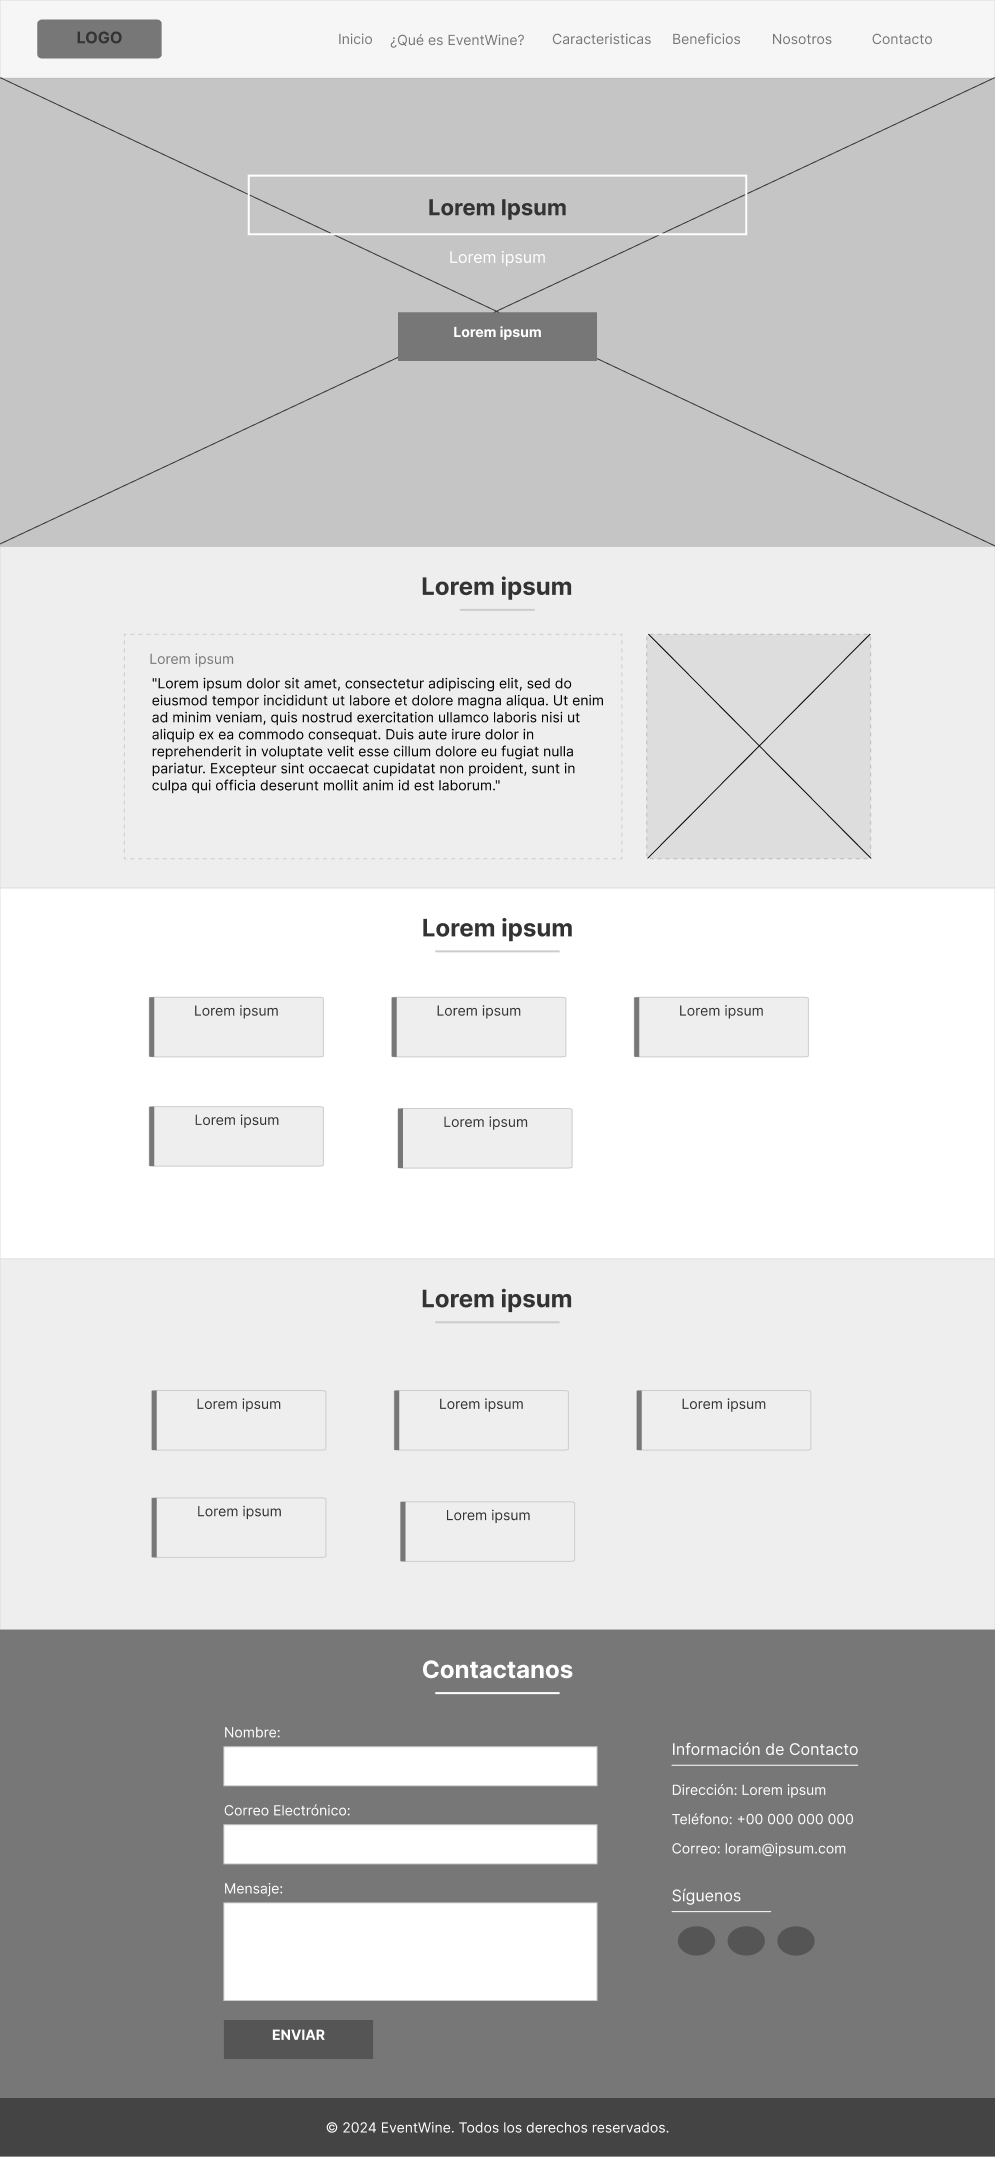 LOGO
Inicio
¿Qué es EventWine?
Caracteristicas
Beneficios
Nosotros
Contacto
Lorem Ipsum
Lorem ipsum
Lorem ipsum
Lorem ipsum
Lorem ipsum
"Lorem ipsum dolor sit amet, consectetur adipiscing elit, sed do
eiusmod tempor incididunt ut labore et dolore magna aliqua. Ut enim
ad minim veniam, quis nostrud exercitation ullamco laboris nisi ut
aliquip ex ea commodo consequat. Duis aute irure dolor in
reprehenderit in voluptate velit esse cillum dolore eu fugiat nulla
pariatur. Excepteur sint occaecat cupidatat non proident, sunt in
culpa qui officia deserunt mollit anim id est laborum."
Lorem ipsum
Lorem ipsum
Lorem ipsum
Lorem ipsum
Lorem ipsum
Lorem ipsum
Lorem ipsum
Lorem ipsum
Lorem ipsum
Lorem ipsum
Lorem ipsum
Lorem ipsum
Contactanos
Nombre:
Correo Electrónico:
Mensaje:
ENVIAR
Información de Contacto
Dirección: Lorem ipsum
Teléfono: +00 000 000 000
Correo: loram@ipsum.com
Síguenos
© 2024 EventWine. Todos los derechos reservados.